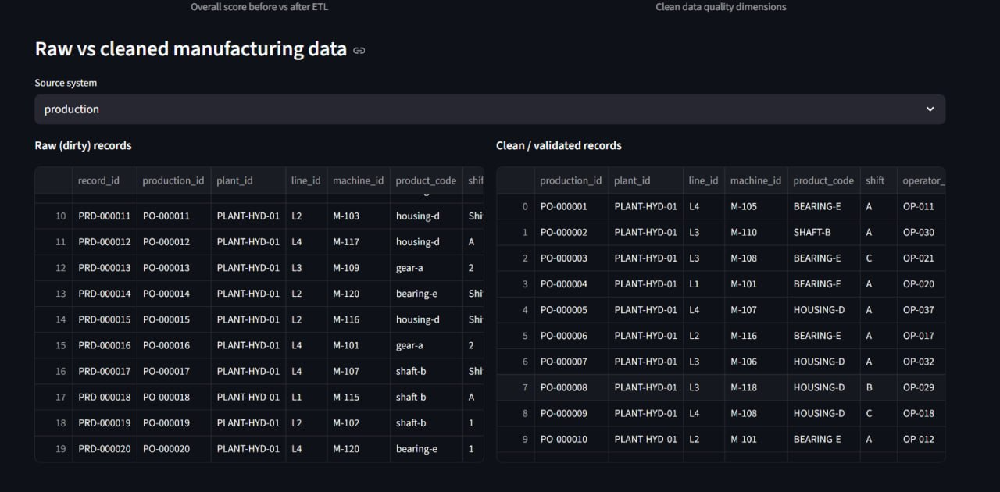 Overall score before vs after ETL
Clean data quality dimensions
Raw vs cleaned manufacturing data
Source system
production
Raw (dirty) records
record_id production_id plant_id line_id machine_id product_code shif
10 PRD-000011 PO-000011 PLANT-HYD-01 L2 M-103 housing-d Shi
11 PRD-000012 PO-000012 PLANT-HYD-01 L4 M-117 housing-d A
12 PRD-000013 PO-000013 PLANT-HYD-01 L3 M-109 gear-a 2
13 PRD-000014 PO-000014 PLANT-HYD-01 L2 M-120 bearing-e Shi
14 PRD-000015 PO-000015 PLANT-HYD-01 L2 M-116 housing-d Shi
15 PRD-000016 PO-000016 PLANT-HYD-01 L4 M-101 gear-a 2
16 PRD-000017 PO-000017 PLANT-HYD-01 L4 M-107 shaft-b Shi
17 PRD-000018 PO-000018 PLANT-HYD-01 L1 M-115 shaft-b A
18 PRD-000019 PO-000019 PLANT-HYD-01 L2 M-102 shaft-b 1
19 PRD-000020 PO-000020 PLANT-HYD-01 L4 M-120 bearing-e 1
Clean / validated records
production_id plant_id line_id machine_id product_code shift operator_
0 PO-000001 PLANT-HYD-01 L4 M-105 BEARING-E A OP-011
1 PO-000002 PLANT-HYD-01 L3 M-110 SHAFT-B A OP-030
2 PO-000003 PLANT-HYD-01 L3 M-108 BEARING-E C OP-021
3 PO-000004 PLANT-HYD-01 L1 M-101 BEARING-E A OP-020
4 PO-000005 PLANT-HYD-01 L4 M-107 HOUSING-D A OP-037
5 PO-000006 PLANT-HYD-01 L2 M-116 BEARING-E A OP-017
6 PO-000007 PLANT-HYD-01 L3 M-106 HOUSING-D A OP-032
7 PO-000008 PLANT-HYD-01 L3 M-118 HOUSING-D B OP-029
8 PO-000009 PLANT-HYD-01 L4 M-108 HOUSING-D C OP-018
9 PO-000010 PLANT-HYD-01 L2 M-101 BEARING-E A OP-012